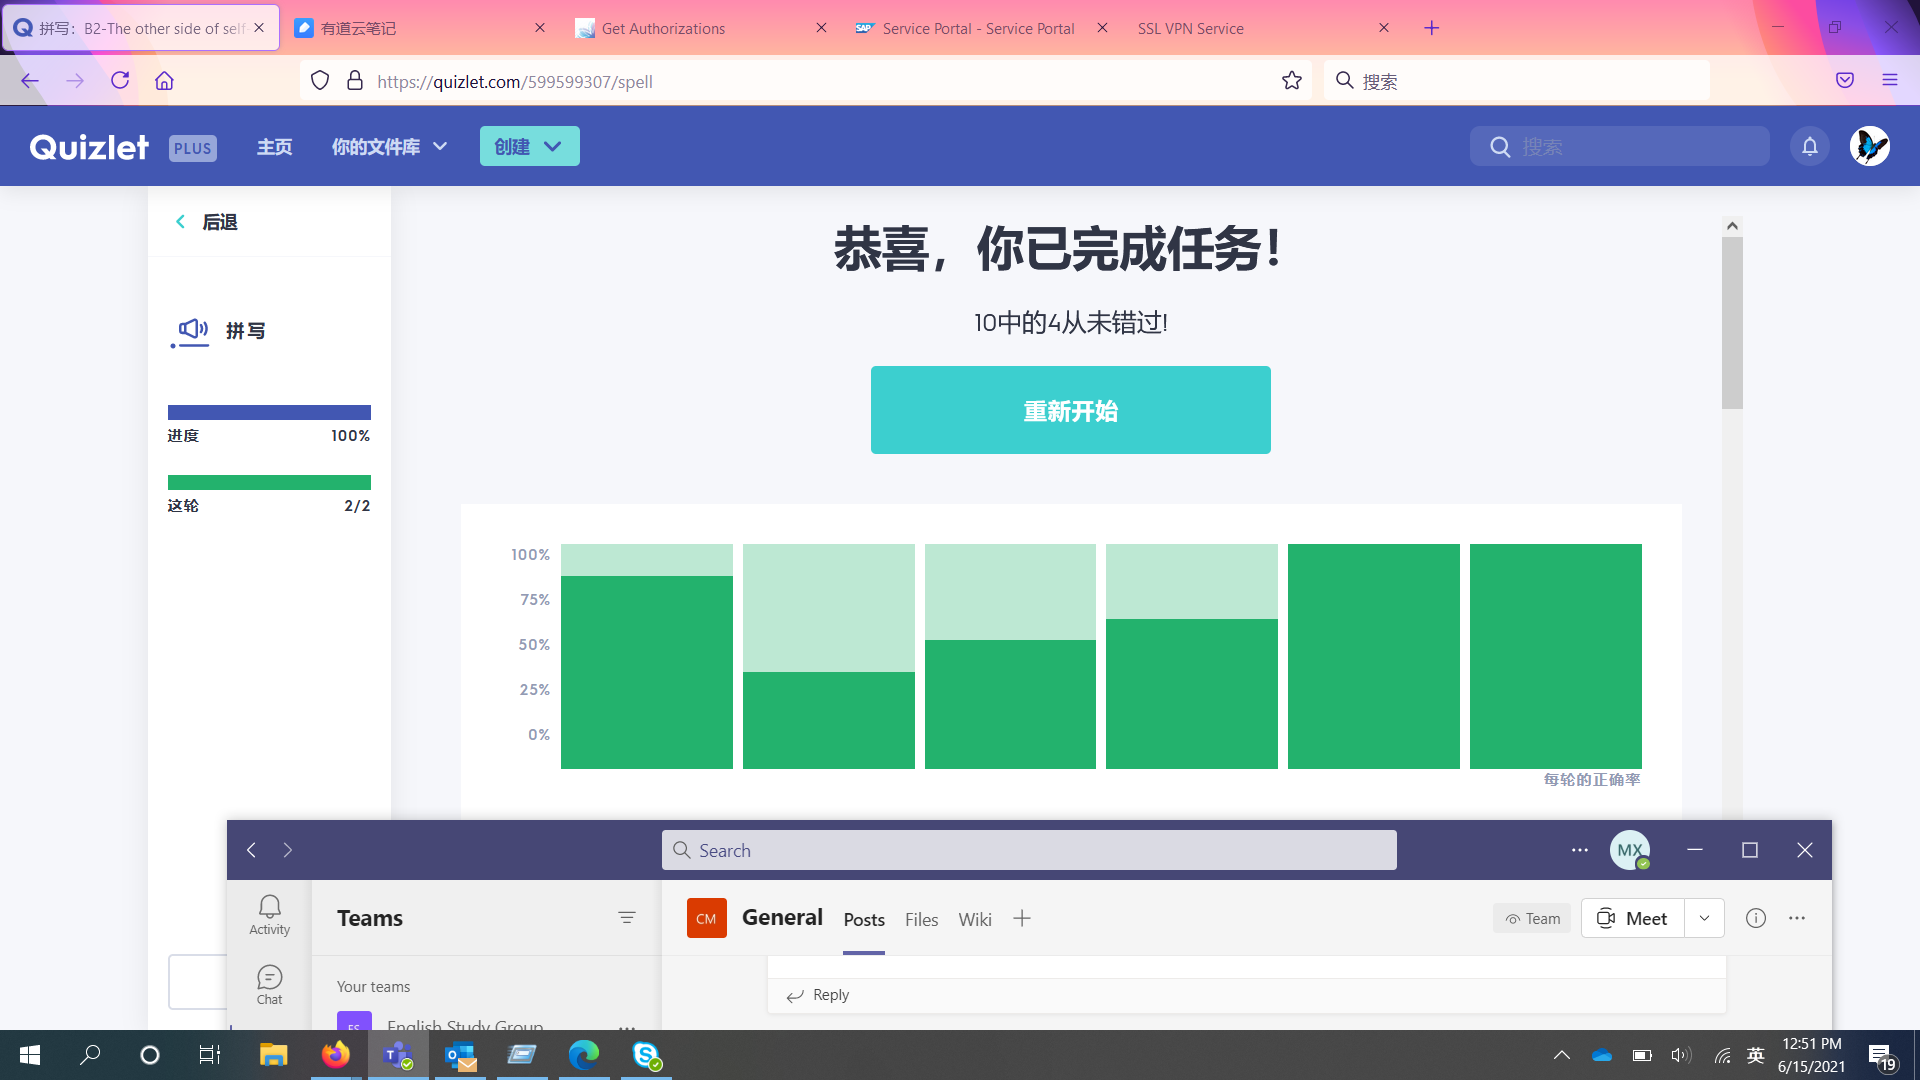 拼写：B2-The other side of self-
有道云笔记
Get Authorizations
SAP
Service Portal - Service Portal
SSL VPN Service
https://quizlet.com/599599307/spell
搜索
Quizlet
PLUS
主页
你的文件库
创建
搜索
后退
拼写
进度
100%
这轮
2/2
恭喜，你已完成任务！
10中的4从未错过!
重新开始
100%
75%
50%
25%
0%
每轮的正确率
Search
MX
Activity
Chat
Teams
Your teams
ES
English Study Group
CM
General
Posts
Files
Wiki
Team
Meet
Reply
英
12:51 PM
6/15/2021
19